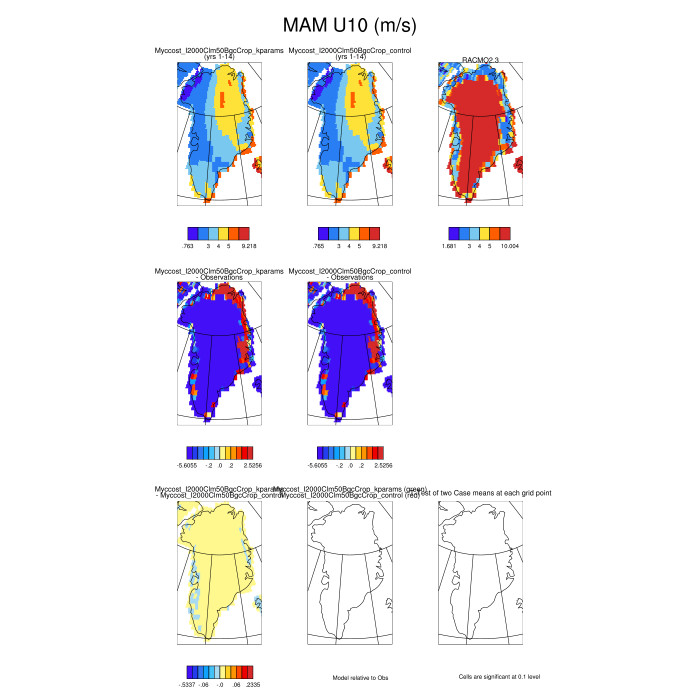 MAM U10 (m/s)
Myccost_I2000Clm50BgcCrop_kparams
(yrs 1-14)
Myccost_I2000Clm50BgcCrop_control
(yrs 1-14)
RACMO2.3
.763 3 4 5 9.218
.765 3 4 5 9.218
1.681 3 4 5 10.004
Myccost_I2000Clm50BgcCrop_kparams
- Observations
Myccost_I2000Clm50BgcCrop_control
- Observations
-5.6055 -.2 .0 .2 2.5256
-5.6055 -.2 .0 .2 2.5256
Myccost_I2000Clm50BgcCrop_kparams
- Myccost_I2000Clm50BgcCrop_control
Myccost_I2000Clm50BgcCrop_kparams (green)
Myccost_I2000Clm50BgcCrop_control (red)
of two Case means at each grid point
-.5337 -.06 -.0 .06 .2335
Model relative to Obs
Cells are significant at 0.1 level